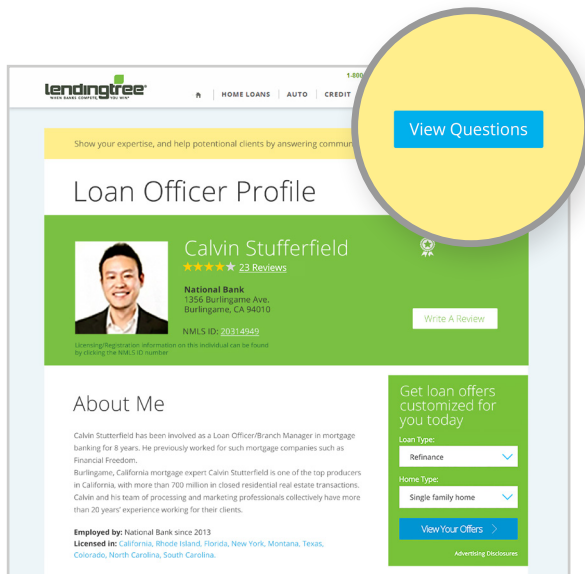 1-800
lendingtree
WHEN BANKS COMPETE, YOU WIN
HOME LOANS AUTO CREDIT
View Questions
Show your expertise, and help potentional clients by answering commun
Loan Officer Profile
Calvin Stufferfield
23 Reviews
National Bank
1356 Burlingame Ave,
Burlingame, CA 94010
NMLS ID: 20314949
Write A Review
Licensing/Registration information on this individual can be found
by clicking the NMLS ID number
About Me
Calvin Stufferfield has been involved as a Loan Officer/Branch Manager in mortgage
banking for 8 years. He previously worked for such mortgage companies such as
Financial Freedom.
Burlingame, California mortgage expert Calvin Stufferfield is one of the top producers
in California, with more than 700 million in closed residential real estate transactions.
Calvin and his team of processing and marketing professionals collectively have more
than 20 years' experience working for their clients.
Employed by: National Bank since 2013
Licensed in: California, Rhode Island, Florida, New York, Montana, Texas,
Colorado, North Carolina, South Carolina.
Get loan offers
customized for
you today
Loan Type:
Refinance
Home Type:
Single family home
View Your Offers
Advertising Disclosures